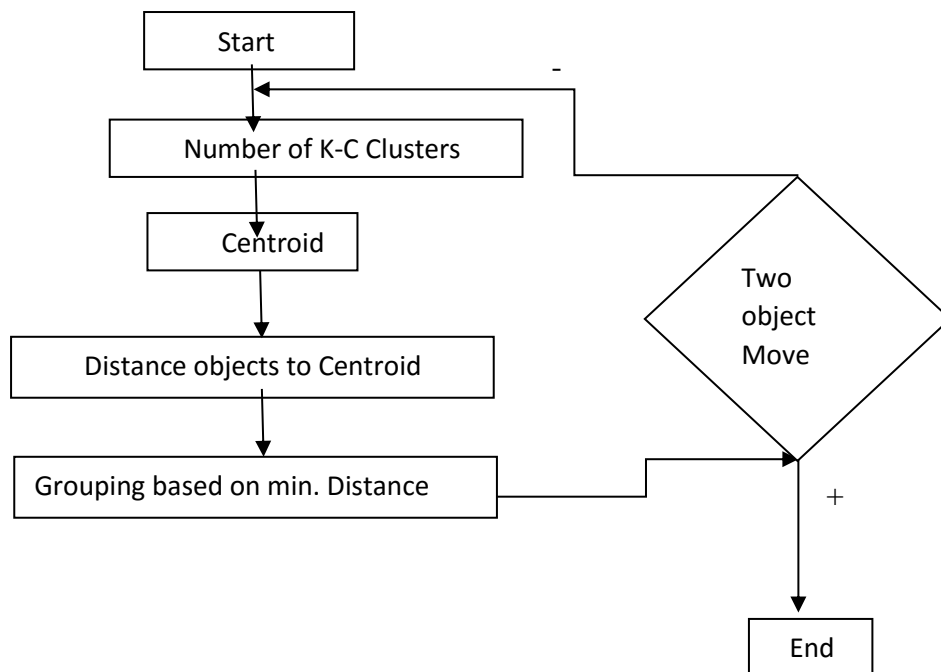 Start
-
Number of K-C Clusters
Centroid
Two
object
Move
Distance objects to Centroid
Grouping based on min. Distance
+
End